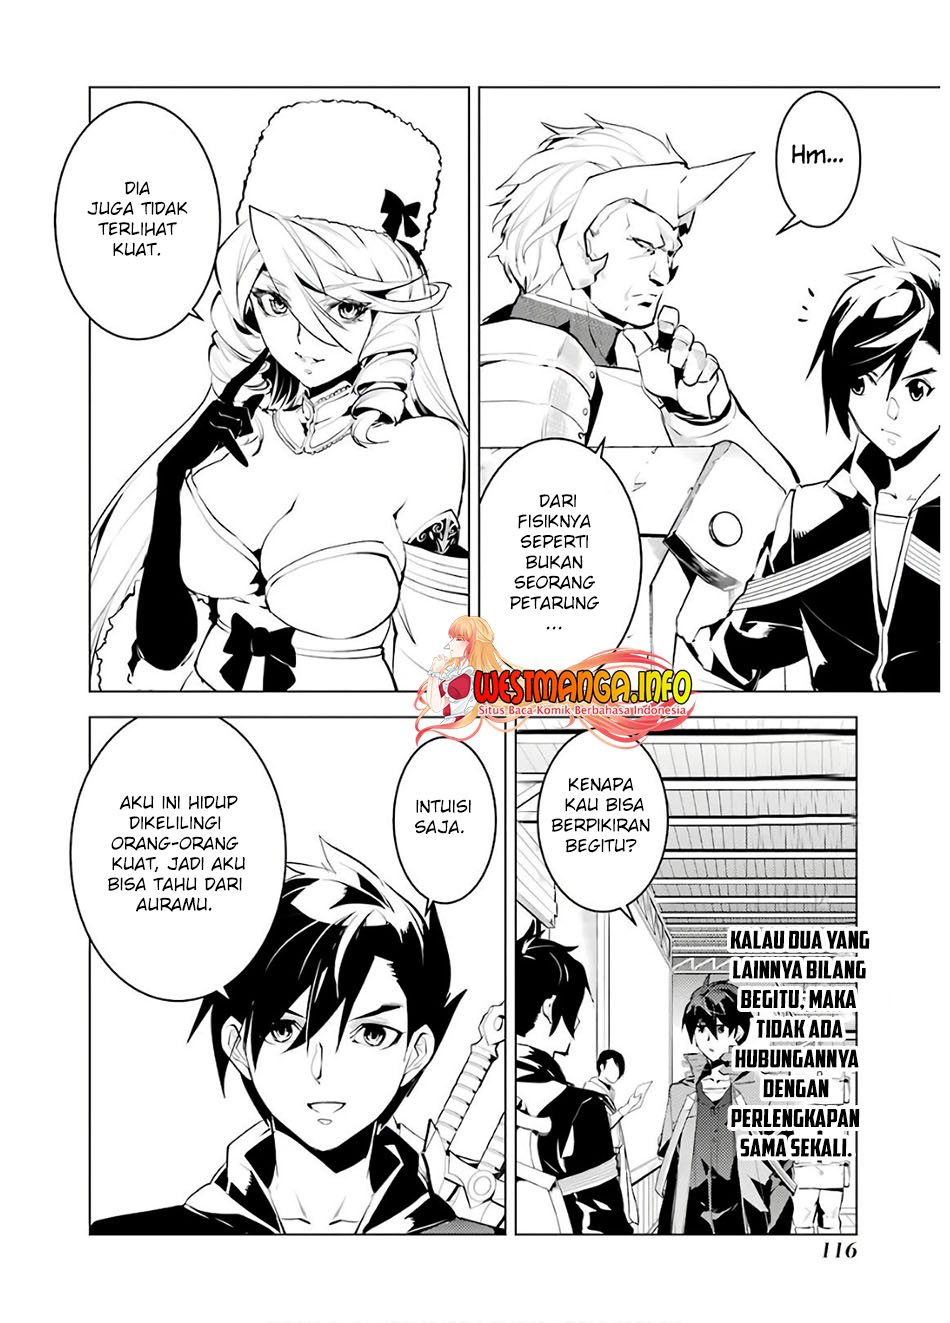 Hm...
DARI
FISIKNYA
SEPERTI
BUKAN
SEORANG
PETARUNG
...
DIA
JUGA TIDAK
TERLIHAT
KUAT.
WESTMANGA.INFO
Situs Baca Komik Berbahasa Indonesia
KENAPA
KAU BISA
BERPIKIRAN
BEGITU?
KALAU DUA YANG
LAINNYA BILANG
BEGITU, MAKA
TIDAK ADA
HUBUNGANNYA
DENGAN
PERLENGKAPAN
SAMA SEKALI.
INTUISI
SAJA.
AKU INI HIDUP
DIKELILINGI
ORANG-ORANG
KUAT, JADI AKU
BISA TAHU DARI
AURAMU.
116